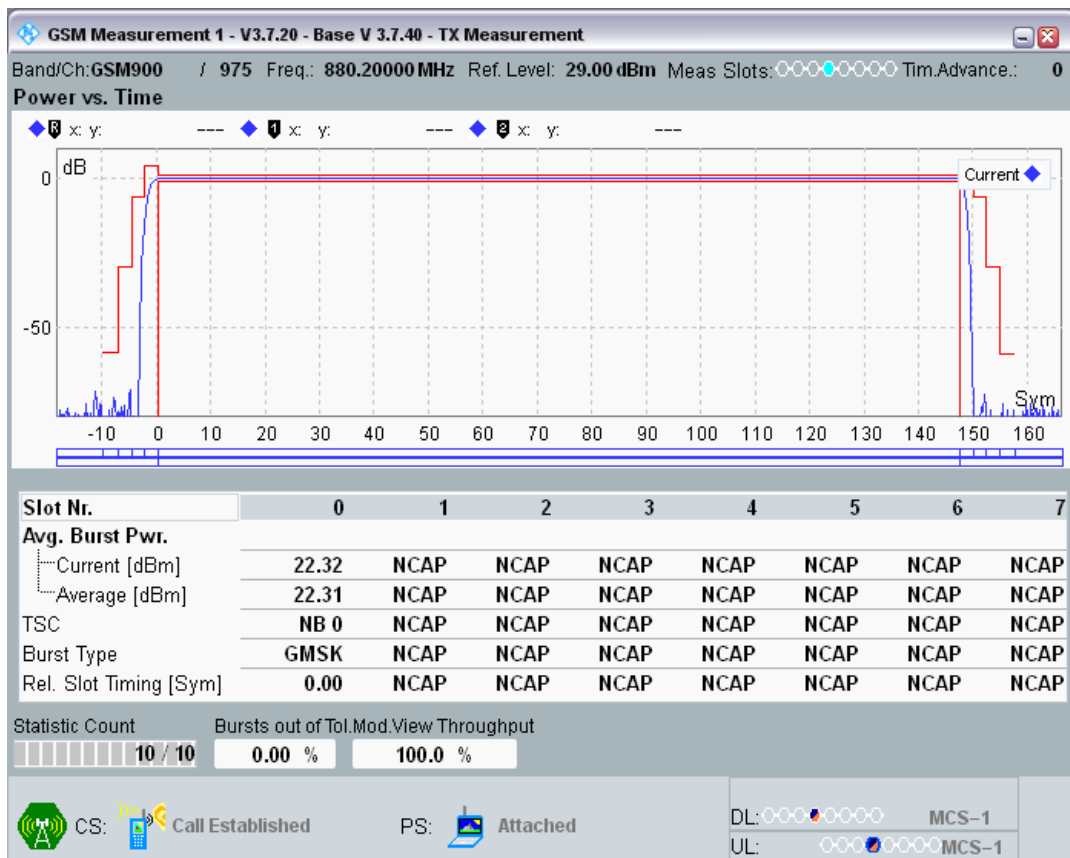 GSM Measurement 1 - V3.7.20 - Base V 3.7.40 - TX Measurement
Band/Ch:GSM900 / 975 Freq.: 880.20000 MHz Ref. Level: 29.00 dBm Meas Slots: Tim.Advance.: 0
Power vs. Time
R x: y: --- 1 x: y: --- 2 x: y: ---
dB
Current
0
-50
Sym
-10 0 10 20 30 40 50 60 70 80 90 100 110 120 130 140 150 160
Slot Nr. 0 1 2 3 4 5 6 7
Avg. Burst Pwr.
Current [dBm] 22.32 NCAP NCAP NCAP NCAP NCAP NCAP NCAP
Average [dBm] 22.31 NCAP NCAP NCAP NCAP NCAP NCAP NCAP
TSC NB 0 NCAP NCAP NCAP NCAP NCAP NCAP NCAP
Burst Type GMSK NCAP NCAP NCAP NCAP NCAP NCAP NCAP
Rel. Slot Timing [Sym] 0.00 NCAP NCAP NCAP NCAP NCAP NCAP NCAP
Statistic Count Bursts out of Tol. Mod.View Throughput
10 / 10 0.00 % 100.0 %
CS: Call Established PS: Attached
DL: MCS-1
UL: MCS-1